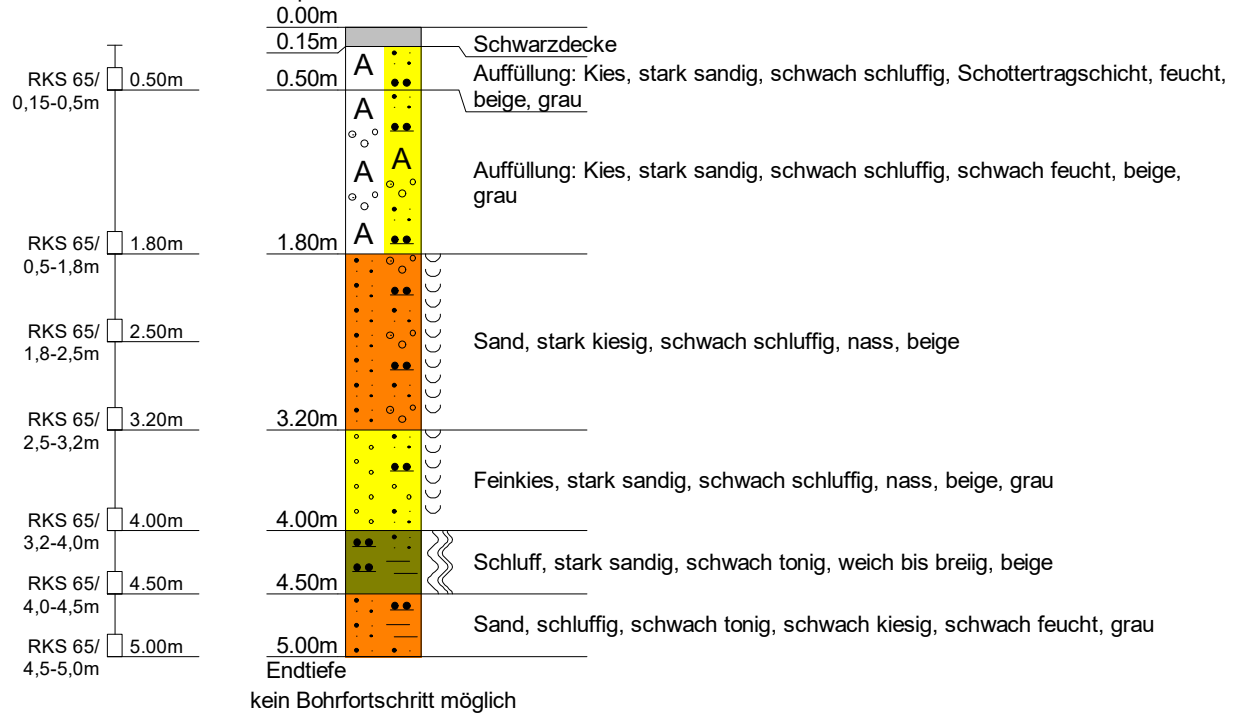 0.00m
0.15m
Schwarzdecke
A
RKS 65/
0,15-0,5m
0.50m
0.50m
Auffüllung: Kies, stark sandig, schwach schluffig, Schottertragschicht, feucht,
beige, grau
A
A
A
A
Auffüllung: Kies, stark sandig, schwach schluffig, schwach feucht, beige,
grau
RKS 65/
0,5-1,8m
1.80m
1.80m
RKS 65/
1,8-2,5m
2.50m
Sand, stark kiesig, schwach schluffig, nass, beige
RKS 65/
2,5-3,2m
3.20m
3.20m
Feinkies, stark sandig, schwach schluffig, nass, beige, grau
RKS 65/
3,2-4,0m
4.00m
4.00m
Schluff, stark sandig, schwach tonig, weich bis breiig, beige
RKS 65/
4,0-4,5m
4.50m
4.50m
Sand, schluffig, schwach tonig, schwach kiesig, schwach feucht, grau
RKS 65/
4,5-5,0m
5.00m
5.00m
Endtiefe
kein Bohrfortschritt möglich